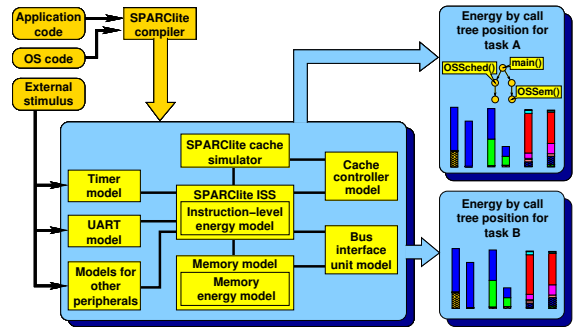 Application
code
OS code
External
stimulus
SPARClite
compiler
SPARClite cache
simulator
Timer
model
UART
model
Models for
other
peripherals
SPARClite ISS
Instruction–level
energy model
Memory model
Memory
energy model
Cache
controller
model
Bus
interface
unit model
Energy by call
tree position for
task A
main()
OSSched()
OSSem()
Energy by call
tree position for
task B